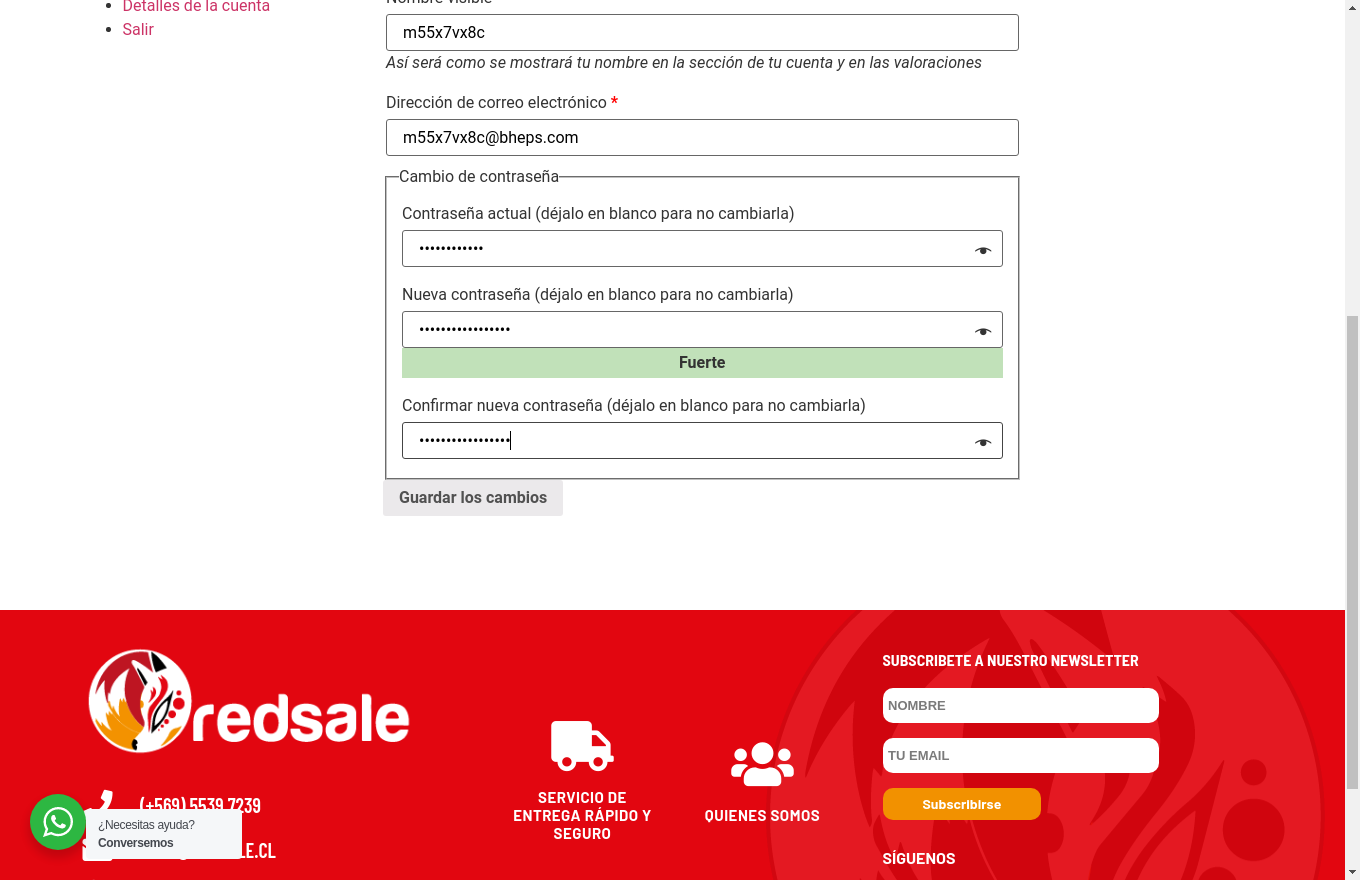 Detalles de la cuenta
Salir
Nombre visible
m55x7vx8c
Así será como se mostrará tu nombre en la sección de tu cuenta y en las valoraciones
Dirección de correo electrónico *
m55x7vx8c@bheps.com
Cambio de contraseña
Contraseña actual (déjalo en blanco para no cambiarla)
••••••••••••
Nueva contraseña (déjalo en blanco para no cambiarla)
•••••••••••••••••
Fuerte
Confirmar nueva contraseña (déjalo en blanco para no cambiarla)
•••••••••••••••••
Guardar los cambios
redsale
(+569) 5539 7239
LE.CL
¿Necesitas ayuda?
Conversemos
SERVICIO DE
ENTREGA RÁPIDO Y
SEGURO
QUIENES SOMOS
SUBSCRIBETE A NUESTRO NEWSLETTER
NOMBRE
TU EMAIL
Subscribirse
SÍGUENOS